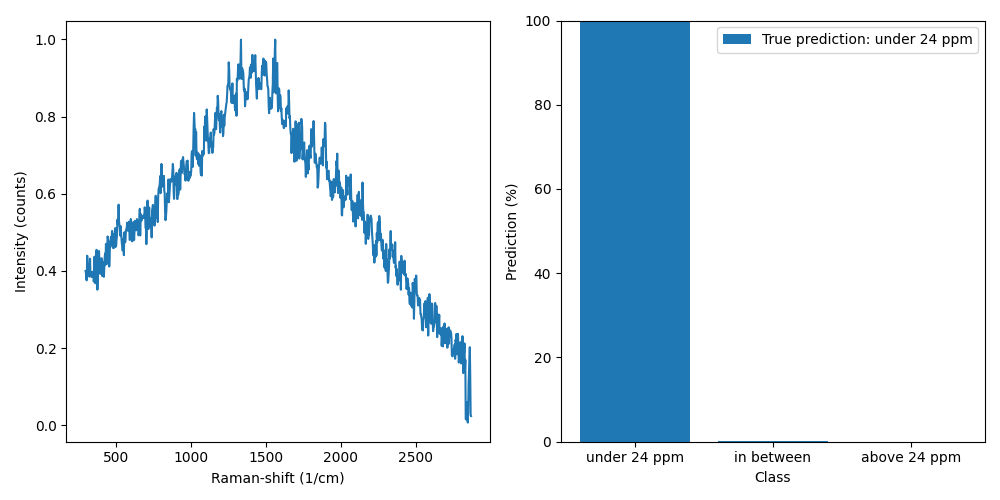 1.0
0.8
0.6
0.4
0.2
0.0
500 1000 1500 2000 2500
Raman-shift (1/cm)
Intensity (counts)
100
80
60
40
20
0
under 24 ppm in between above 24 ppm
Class
Prediction (%)
True prediction: under 24 ppm